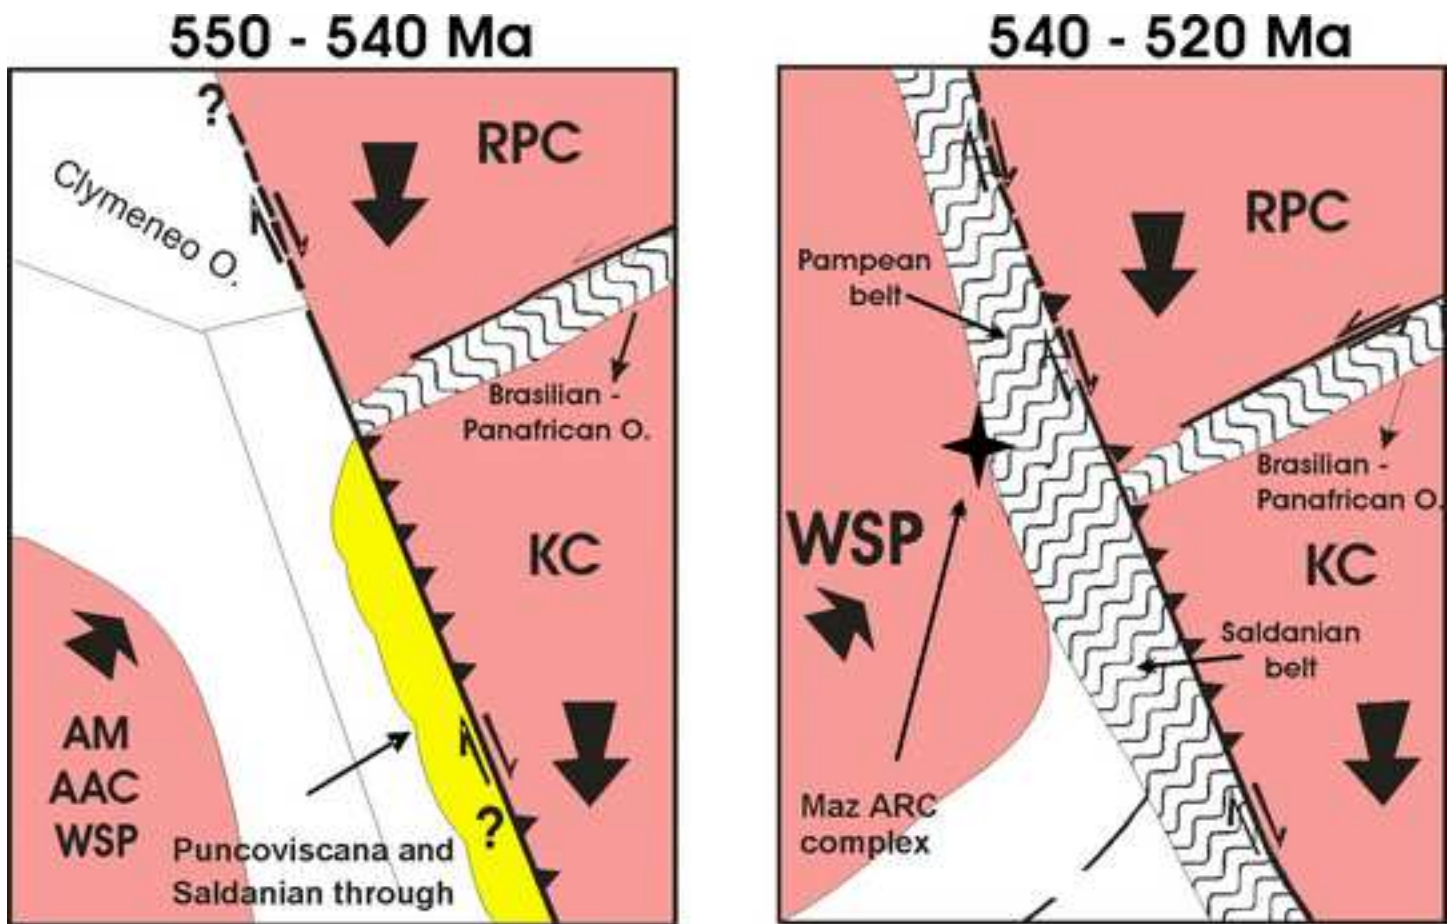 550 - 540 Ma
?
RPC
Clymeneo O.
Brasilian -
Panafrican O.
KC
AM
AAC
WSP
Puncoviscana and
Saldanian through
?
540 - 520 Ma
RPC
Pampean
belt
Brasilian -
Panafrican O.
WSP
KC
Saldanian
belt
Maz ARC
complex